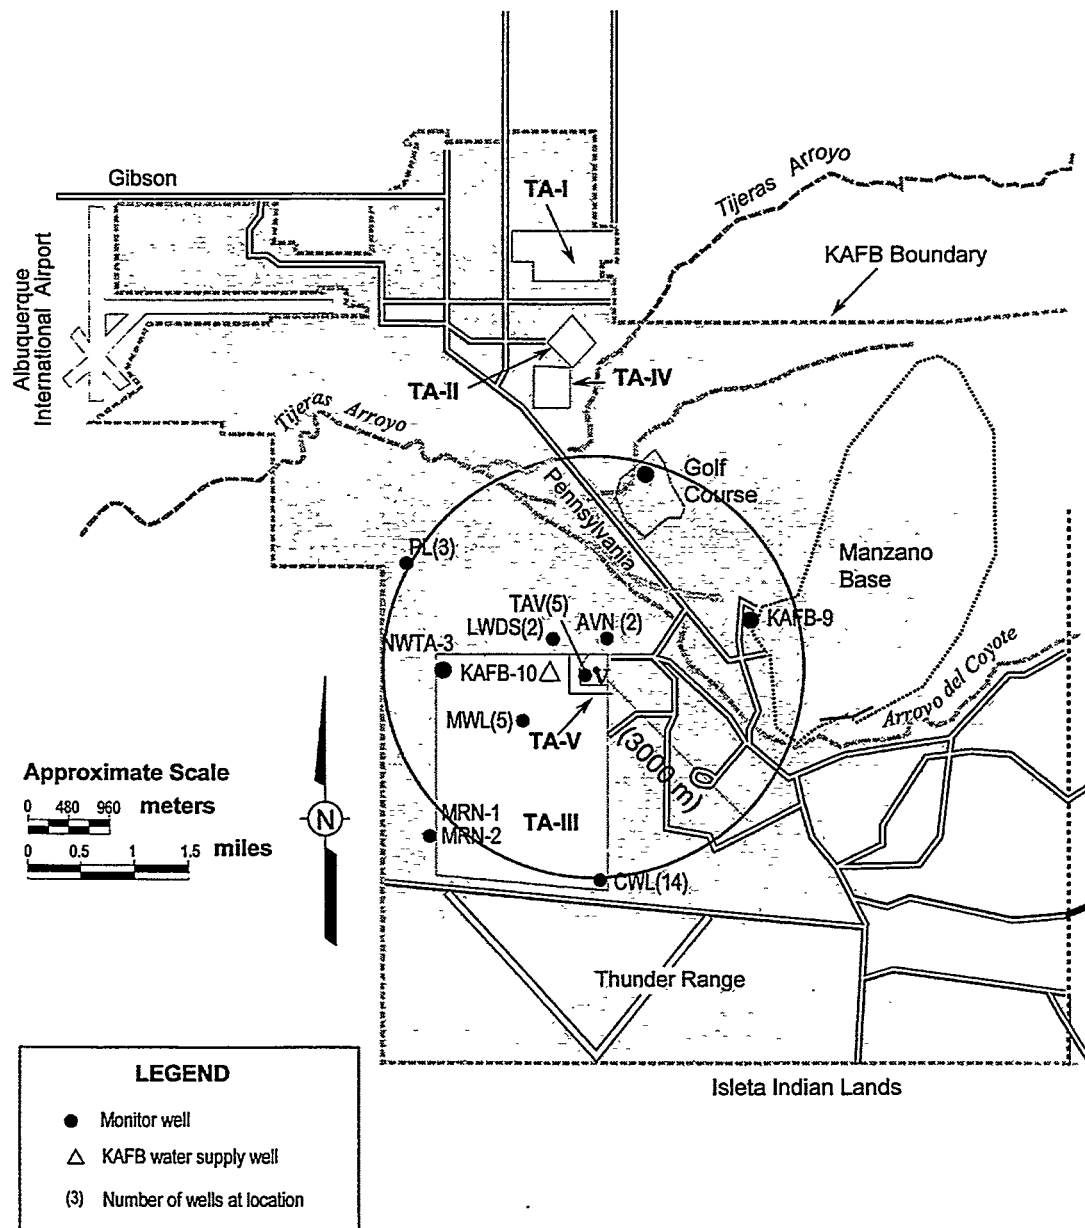 Gibson
TA-I
Tijeras Arroyo
KAFB Boundary
Albuquerque
International Airport
TA-II
TA-IV
Tijeras Arroyo
Golf
Course
Pennsylvania
Manzano
Base
PL(3)
TAV(5)
LWDS(2)
AVN (2)
KAFB-9
NWTA-3
KAFB-10
V
Arroyo del Coyote
MWL(5)
TA-V
(3000 m)
Approximate Scale
0 480 960 meters
0 0.5 1 1.5 miles
N
MRN-1
MRN-2
TA-III
CWL(14)
Thunder Range
Isleta Indian Lands
LEGEND
Monitor well
KAFB water supply well
(3) Number of wells at location